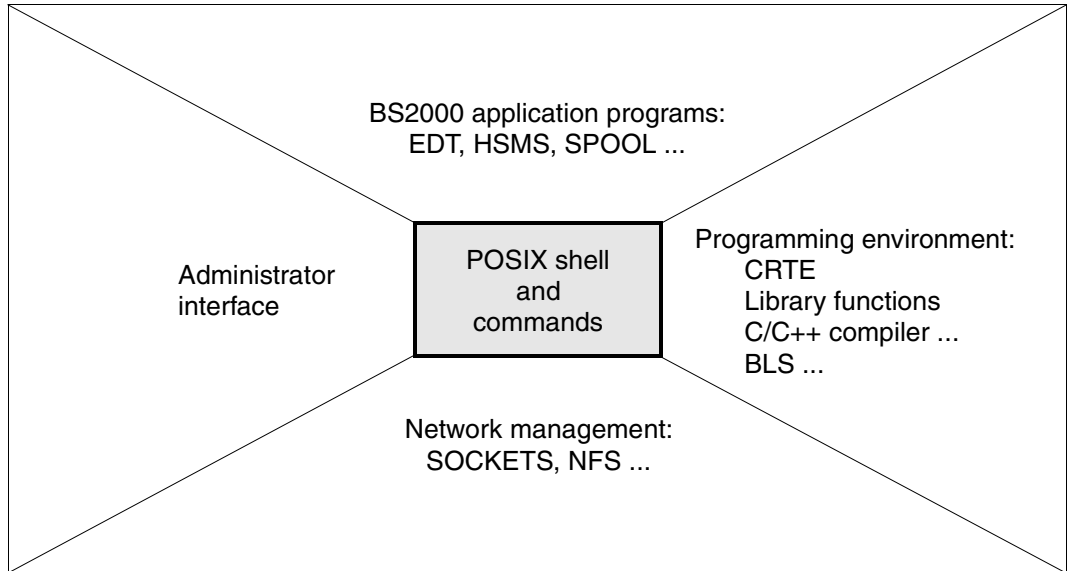 BS2000 application programs:
EDT, HSMS, SPOOL ...
Administrator
interface
POSIX shell
and
commands
Programming environment:
CRTE
Library functions
C/C++ compiler ...
BLS ...
Network management:
SOCKETS, NFS ...